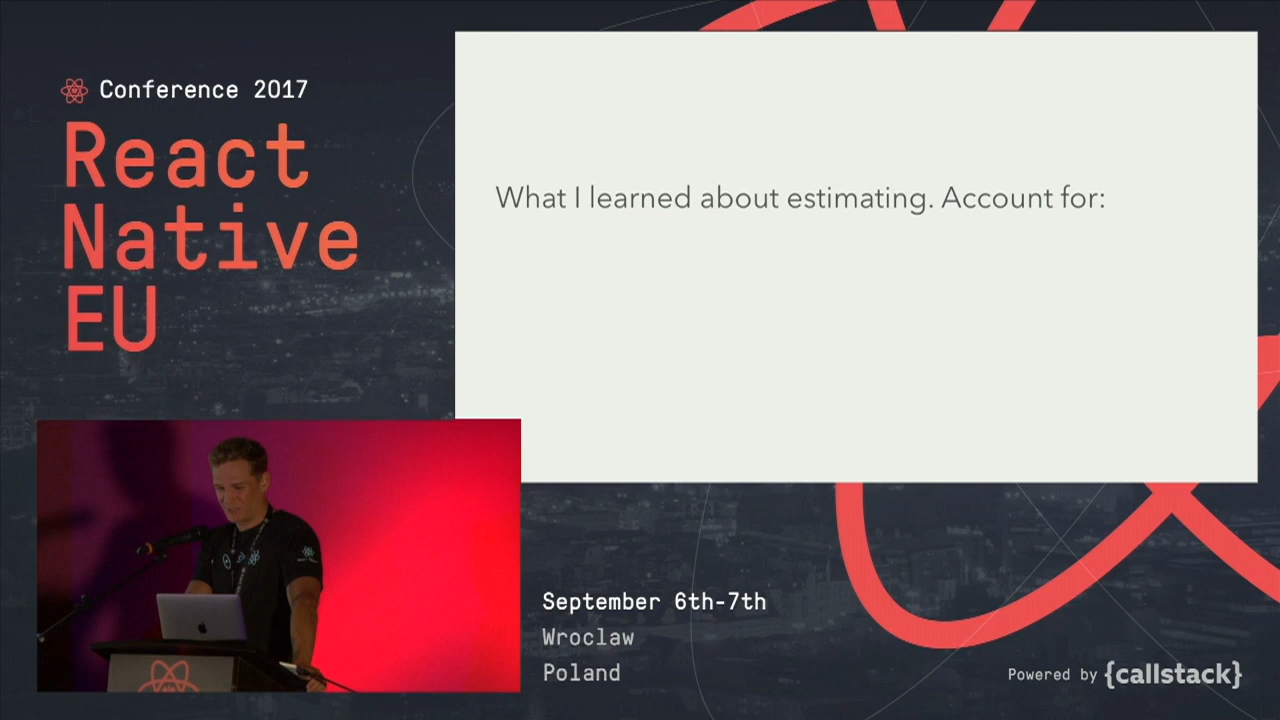 Conference 2017
React
Native
EU
What I learned about estimating. Account for:
September 6th-7th
Wroclaw
Poland
Powered by {callstack}